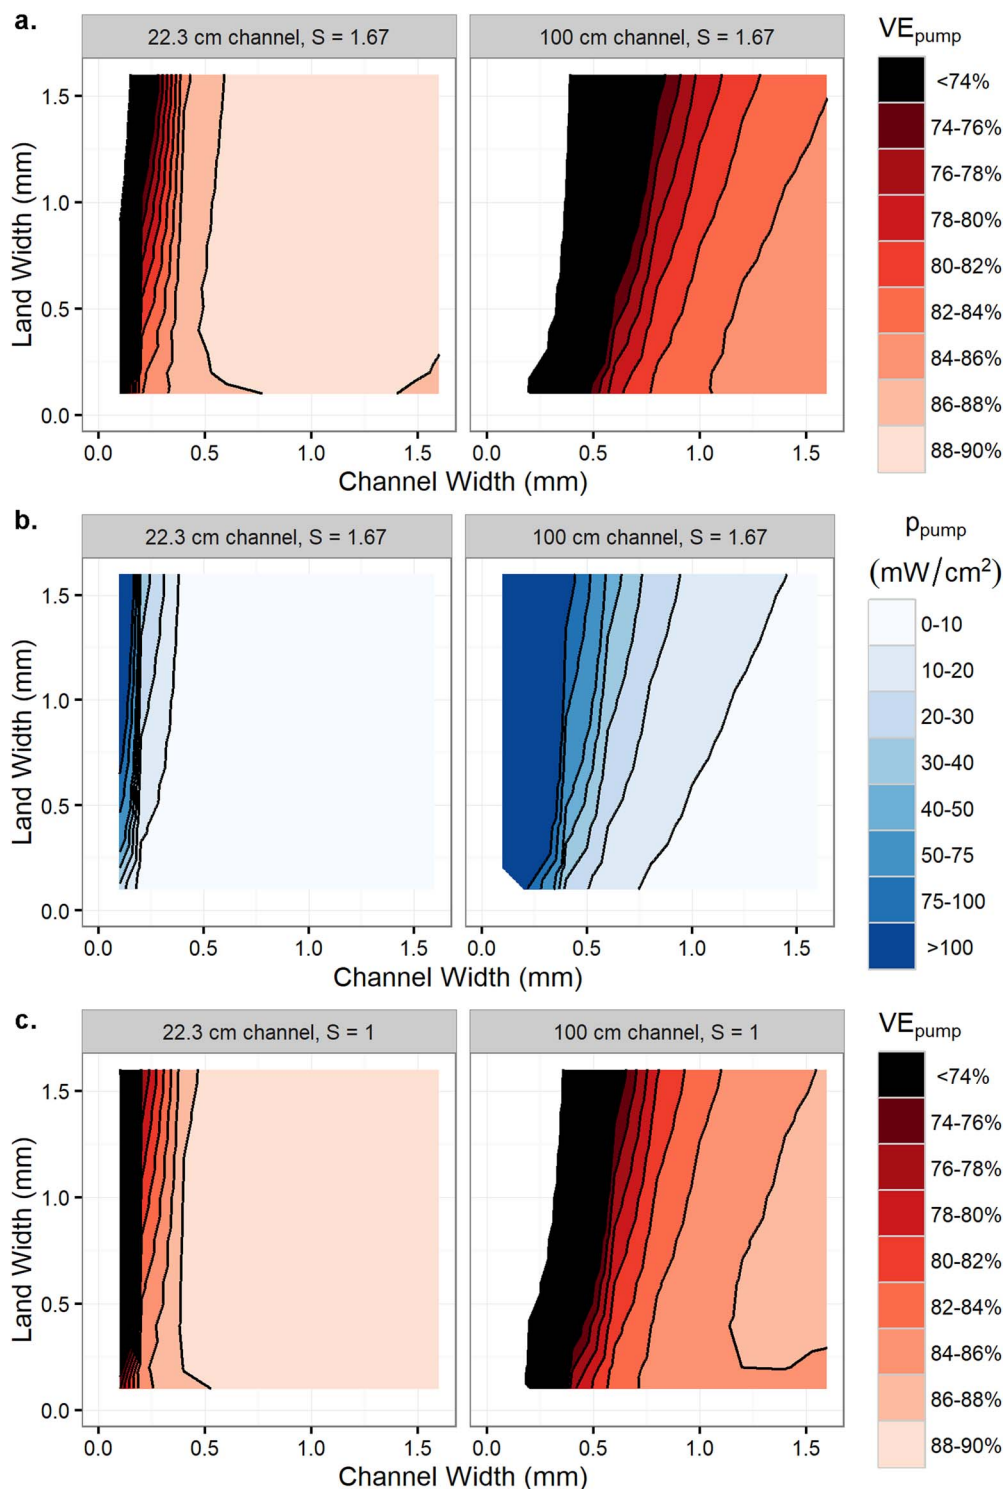 a.
22.3 cm channel, S = 1.67
100 cm channel, S = 1.67
VEpump
<74%
74-76%
76-78%
78-80%
80-82%
82-84%
84-86%
86-88%
88-90%
Land Width (mm)
1.5
1.0
0.5
0.0
0.0 0.5 1.0 1.5
0.0 0.5 1.0 1.5
Channel Width (mm)
b.
22.3 cm channel, S = 1.67
100 cm channel, S = 1.67
ppump
(mW/cm²)
0-10
10-20
20-30
30-40
40-50
50-75
75-100
>100
Land Width (mm)
1.5
1.0
0.5
0.0
0.0 0.5 1.0 1.5
0.0 0.5 1.0 1.5
Channel Width (mm)
c.
22.3 cm channel, S = 1
100 cm channel, S = 1
VEpump
<74%
74-76%
76-78%
78-80%
80-82%
82-84%
84-86%
86-88%
88-90%
Land Width (mm)
1.5
1.0
0.5
0.0
0.0 0.5 1.0 1.5
0.0 0.5 1.0 1.5
Channel Width (mm)